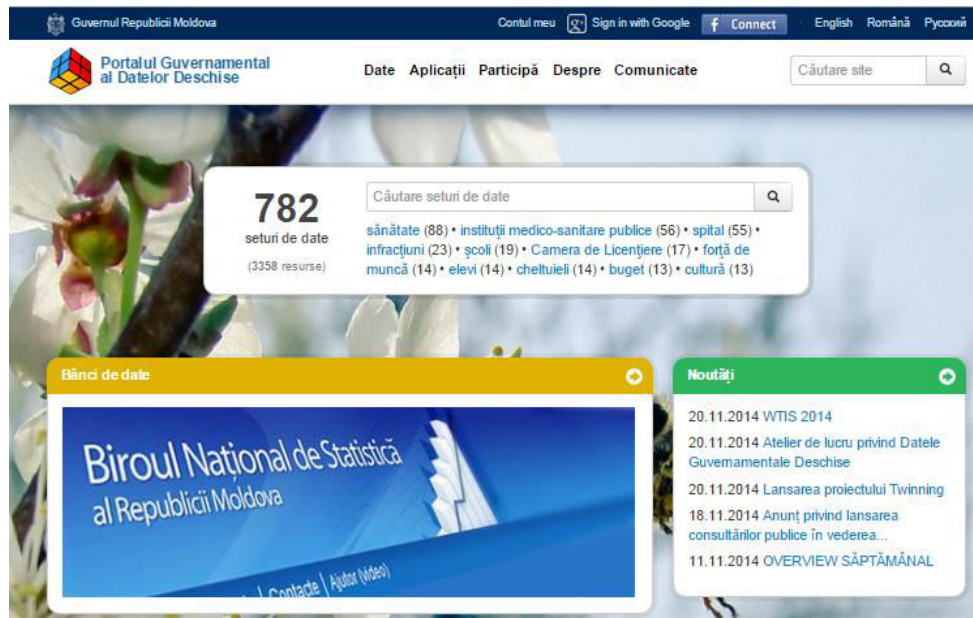 Guvernul Republicii Moldova
Contul meu
Sign in with Google
f Connect
English Română Русский
Portalul Guvernamental
al Datelor Deschise
Date Aplicații Participă Despre Comunicate
Căutare site
782
seturi de date
(3358 resurse)
Căutare seturi de date
sănătate (88) • instituţii medico-sanitare publice (56) • spital (55) •
infracţiuni (23) • şcoli (19) • Camera de Licenţiere (17) • forţă de
muncă (14) • elevi (14) • cheltuieli (14) • buget (13) • cultură (13)
Bănci de date
Biroul Național de Statistică
al Republicii Moldova
Contacte | Ajutor (video)
Noutăți
20.11.2014 WTIS 2014
20.11.2014 Atelier de lucru privind Datele
Guvernamentale Deschise
20.11.2014 Lansarea proiectului Twinning
18.11.2014 Anunț privind lansarea
consultărilor publice în vederea...
11.11.2014 OVERVIEW SĂPTĂMÂNAL